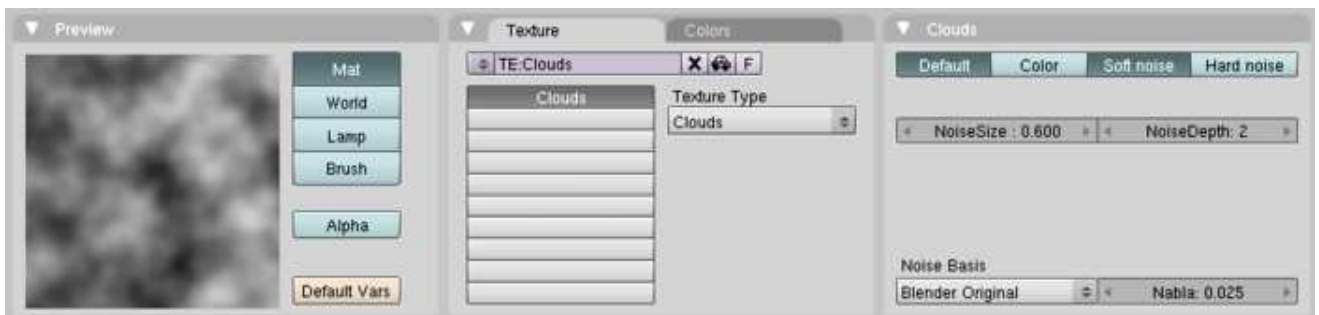 Preview
Mat
World
Lamp
Brush
Alpha
Default Vars
Texture
Colors
TE:Clouds
F
Clouds
Texture Type
Clouds
Clouds
Default
Color
Soft noise
Hard noise
NoiseSize : 0.600
NoiseDepth: 2
Noise Basis
Blender Original
Nabla: 0.025